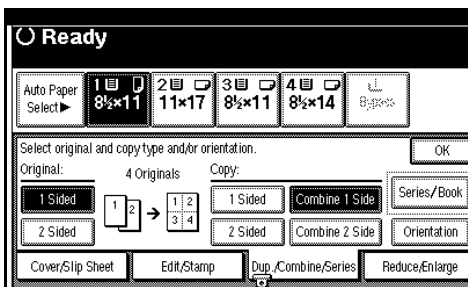 Ready
Auto Paper Select▶
1 8½×11
2 11×17
3 8½×11
4 8½×14
Bypass
Select original and copy type and/or orientation.
OK
Original:
4 Originals
Copy:
1 Sided
1 2
1 2
3 4
1 Sided
Combine 1 Side
Series/Book
2 Sided
2 Sided
Combine 2 Side
Orientation
Cover/Slip Sheet
Edit/Stamp
Dup./Combine/Series
Reduce/Enlarge